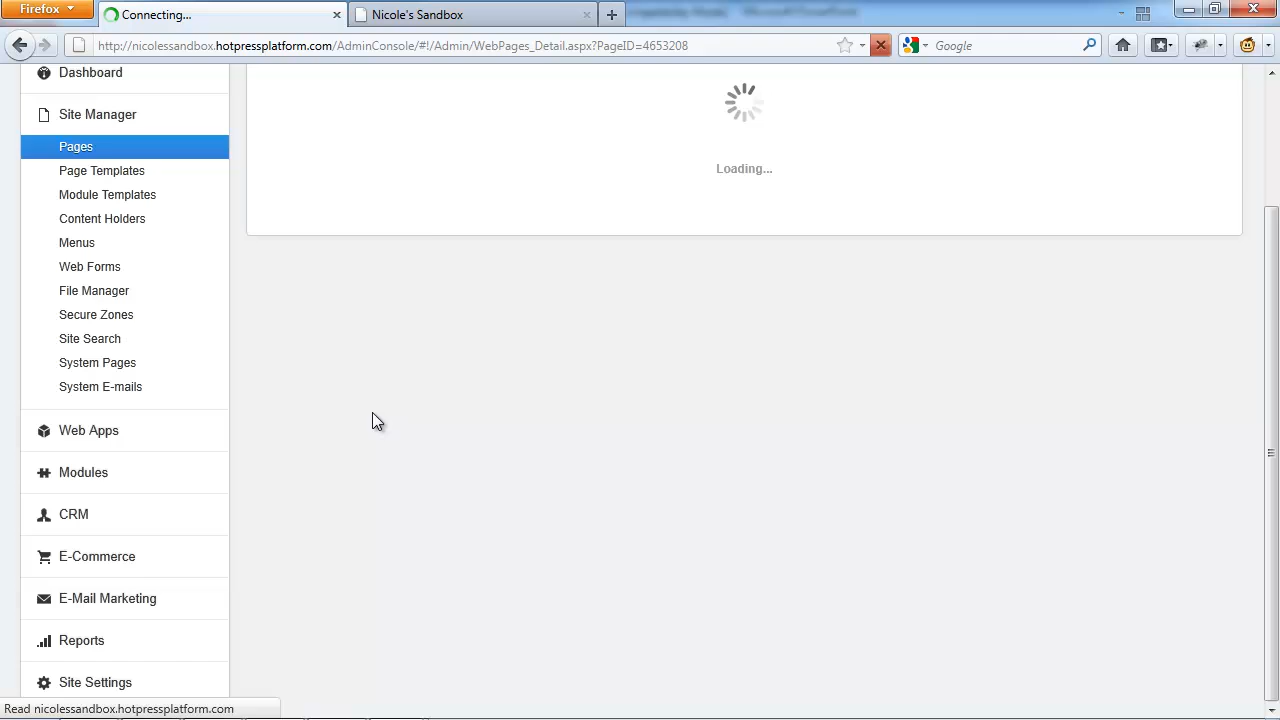 Firefox
Connecting...
Nicole's Sandbox
http://nicolessandbox.hotpressplatform.com/AdminConsole/#!/Admin/WebPages_Detail.aspx?PageID=4653208
Google
Dashboard
Site Manager
Pages
Page Templates
Module Templates
Content Holders
Menus
Web Forms
File Manager
Secure Zones
Site Search
System Pages
System E-mails
Web Apps
Modules
CRM
E-Commerce
E-Mail Marketing
Reports
Site Settings
Loading...
Read nicolessandbox.hotpressplatform.com